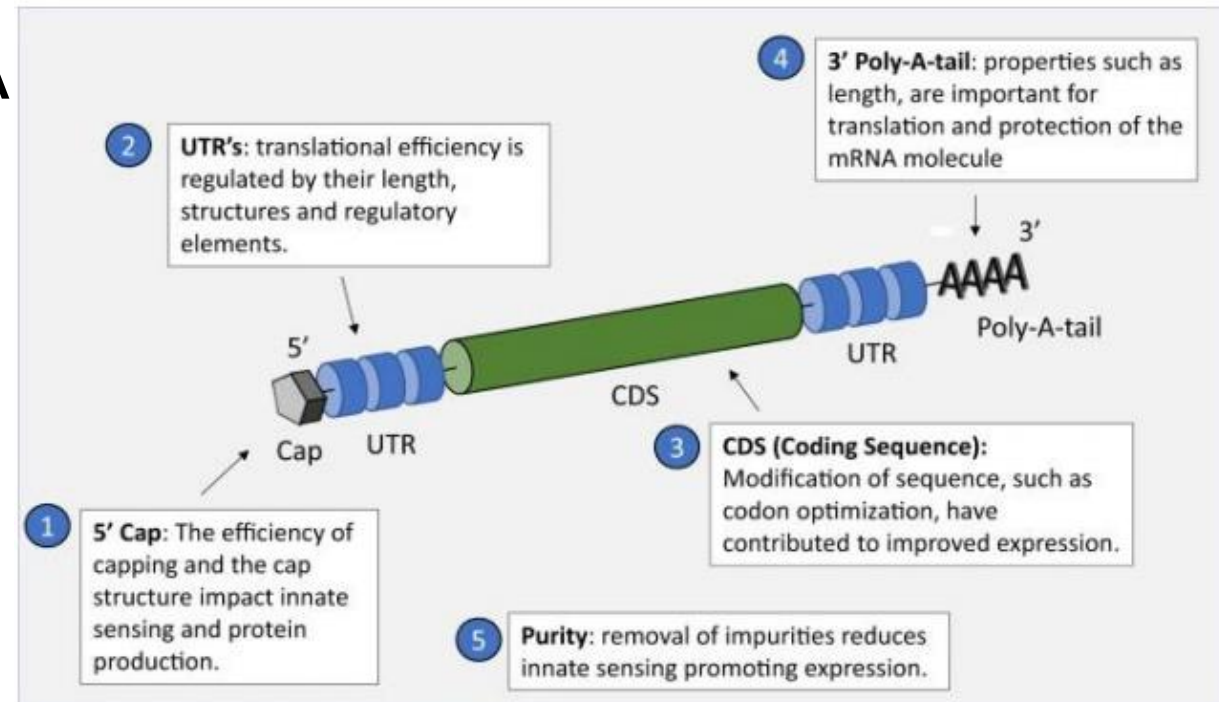 A
4
3’ Poly-A-tail: properties such as
length, are important for
translation and protection of the
mRNA molecule
2
UTR’s: translational efficiency is
regulated by their length,
structures and regulatory
elements.
3’
AAAA
Poly-A-tail
UTR
5’
CDS
Cap
UTR
3
CDS (Coding Sequence):
Modification of sequence, such as
codon optimization, have
contributed to improved expression.
1
5’ Cap: The efficiency of
capping and the cap
structure impact innate
sensing and protein
production.
5
Purity: removal of impurities reduces
innate sensing promoting expression.